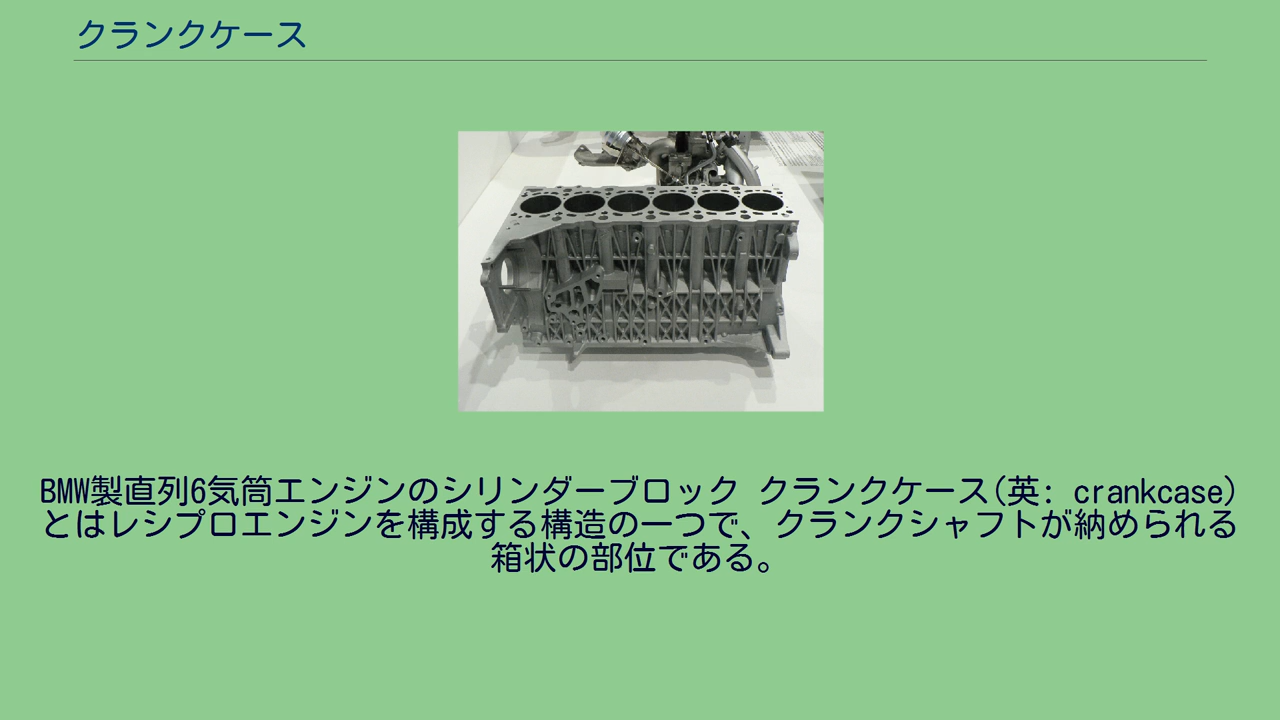 クランクケース
BMW製直列6気筒エンジンのシリンダーブロック クランクケース(英: crankcase)
とはレシプロエンジンを構成する構造の一つで、クランクシャフトが納められる
箱状の部位である。